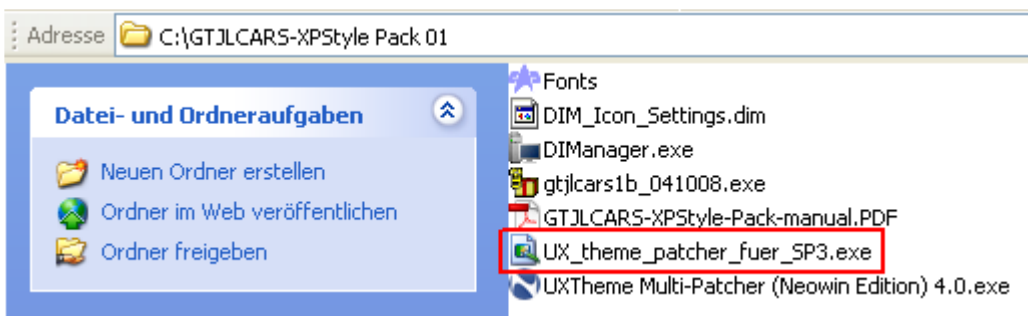 Adresse C:\GTJLCARS-XPStyle Pack 01
Datei- und Ordneraufgaben
Neuen Ordner erstellen
Ordner im Web veröffentlichen
Ordner freigeben
Fonts
DIM_Icon_Settings.dim
DIManager.exe
gtjlcars1b_041008.exe
GTJLCARS-XPStyle-Pack-manual.PDF
UX_theme_patcher_fuer_SP3.exe
UXTheme Multi-Patcher (Neowin Edition) 4.0.exe